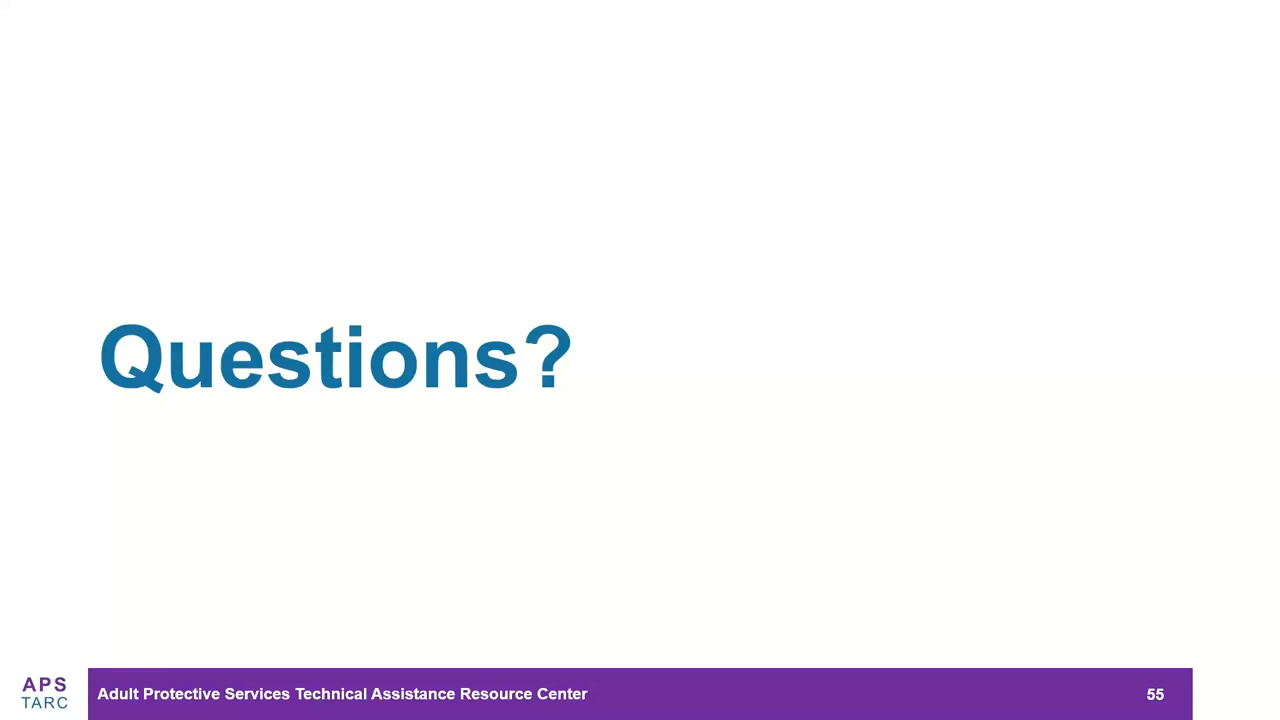 Questions?
APS
TARC
Adult Protective Services Technical Assistance Resource Center
55